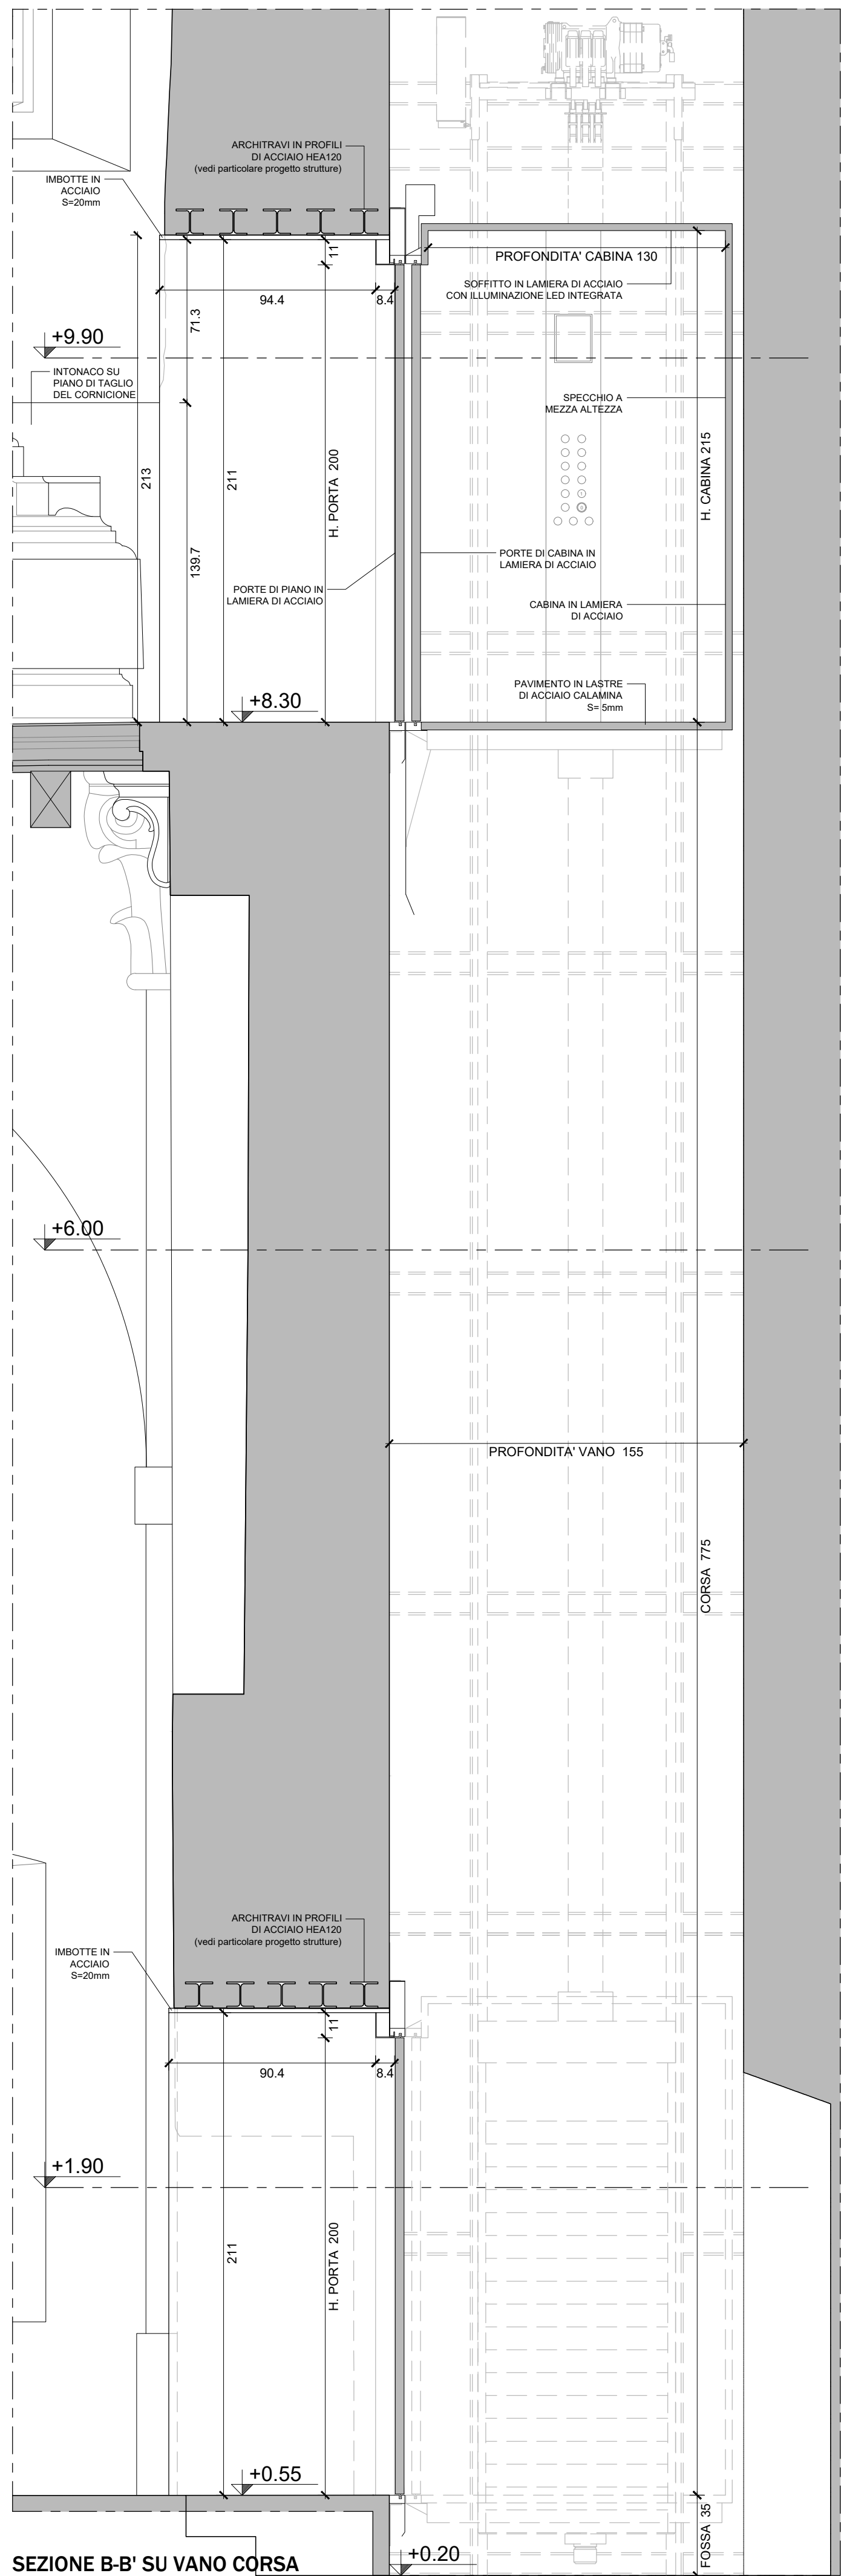 ARCHITRAVI IN PROFILI
DI ACCIAIO HEA120
(vedi particolare progetto strutture)
IMBOTTE IN
ACCIAIO
S=20mm
11
PROFONDITA' CABINA 130
SOFFITTO IN LAMIERA DI ACCIAIO
CON ILLUMINAZIONE LED INTEGRATA
94.4
8.4
71.3
+9.90
INTONACO SU
PIANO DI TAGLIO
DEL CORNICIONE
SPECCHIO A
MEZZA ALTEZZA
213
211
H. PORTA 200
H. CABINA 215
139.7
PORTE DI CABINA IN
LAMIERA DI ACCIAIO
PORTE DI PIANO IN
LAMIERA DI ACCIAIO
CABINA IN LAMIERA
DI ACCIAIO
PAVIMENTO IN LASTRE
DI ACCIAIO CALAMINA
S= 5mm
+8.30
+6.00
PROFONDITA' VANO 155
CORSA 775
ARCHITRAVI IN PROFILI
DI ACCIAIO HEA120
(vedi particolare progetto strutture)
IMBOTTE IN
ACCIAIO
S=20mm
11
90.4
8.4
+1.90
211
H. PORTA 200
+0.55
FOSSA 35
+0.20
SEZIONE B-B' SU VANO CORSA